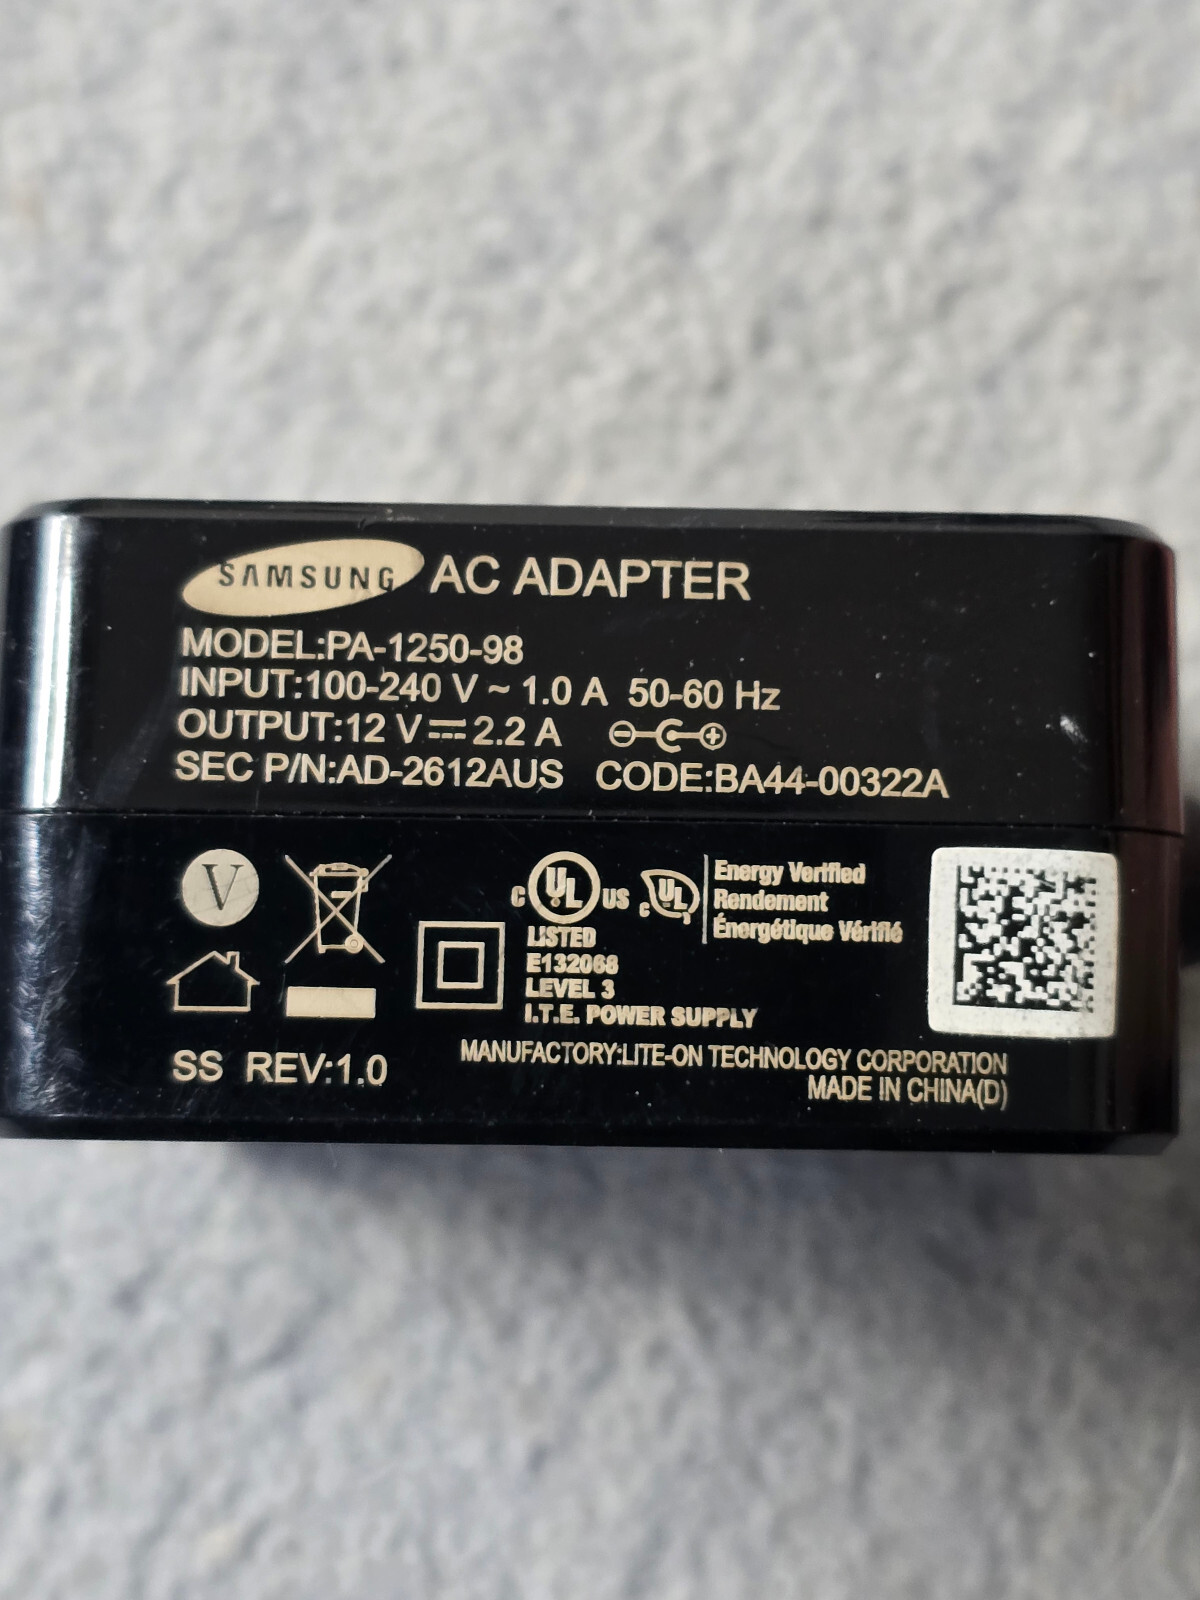 SAMSUNG AC ADAPTER
MODEL:PA-1250-98
INPUT:100-240 V ~ 1.0 A 50-60 Hz
OUTPUT:12 V ⎓ 2.2 A
SEC P/N:AD-2612AUS CODE:BA44-00322A
V
c UL US
LISTED
E132068
LEVEL 3
I.T.E. POWER SUPPLY
c UL
Energy Verified
Rendement
Énergétique Vérifié
SS REV:1.0
MANUFACTORY:LITE-ON TECHNOLOGY CORPORATION
MADE IN CHINA(D)